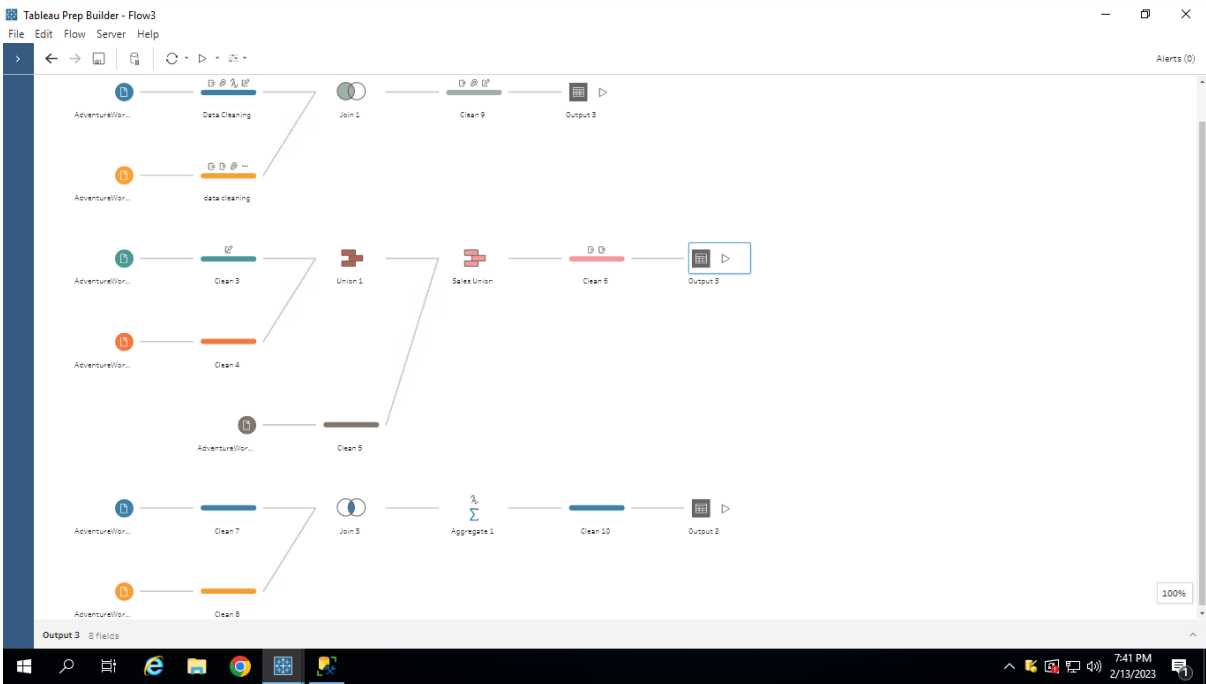 Tableau Prep Builder - Flow3
File Edit Flow Server Help
Alerts (0)
AdventureWor...
Data Cleaning
Join 1
Clean 9
Output 3
AdventureWor...
data cleaning
AdventureWor...
Clean 3
Union 1
Sales Union
Clean 6
Output 3
AdventureWor...
Clean 4
AdventureWor...
Clean 5
AdventureWor...
Clean 7
Join 3
Aggregate 1
Clean 10
Output 2
AdventureWor...
Clean 8
100%
Output 3 8 fields
7:41 PM
2/13/2023
1